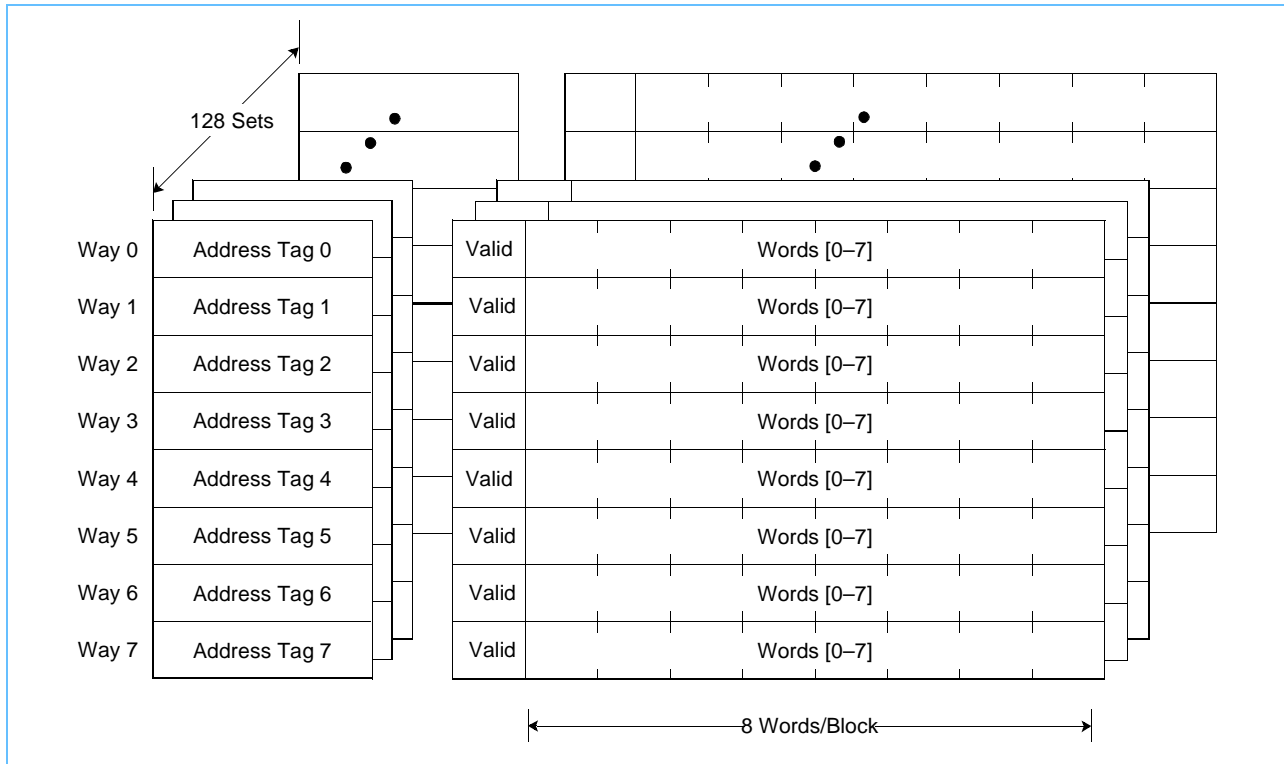 128 Sets
Way 0 Address Tag 0 Valid Words [0–7]
Way 1 Address Tag 1 Valid Words [0–7]
Way 2 Address Tag 2 Valid Words [0–7]
Way 3 Address Tag 3 Valid Words [0–7]
Way 4 Address Tag 4 Valid Words [0–7]
Way 5 Address Tag 5 Valid Words [0–7]
Way 6 Address Tag 6 Valid Words [0–7]
Way 7 Address Tag 7 Valid Words [0–7]
8 Words/Block